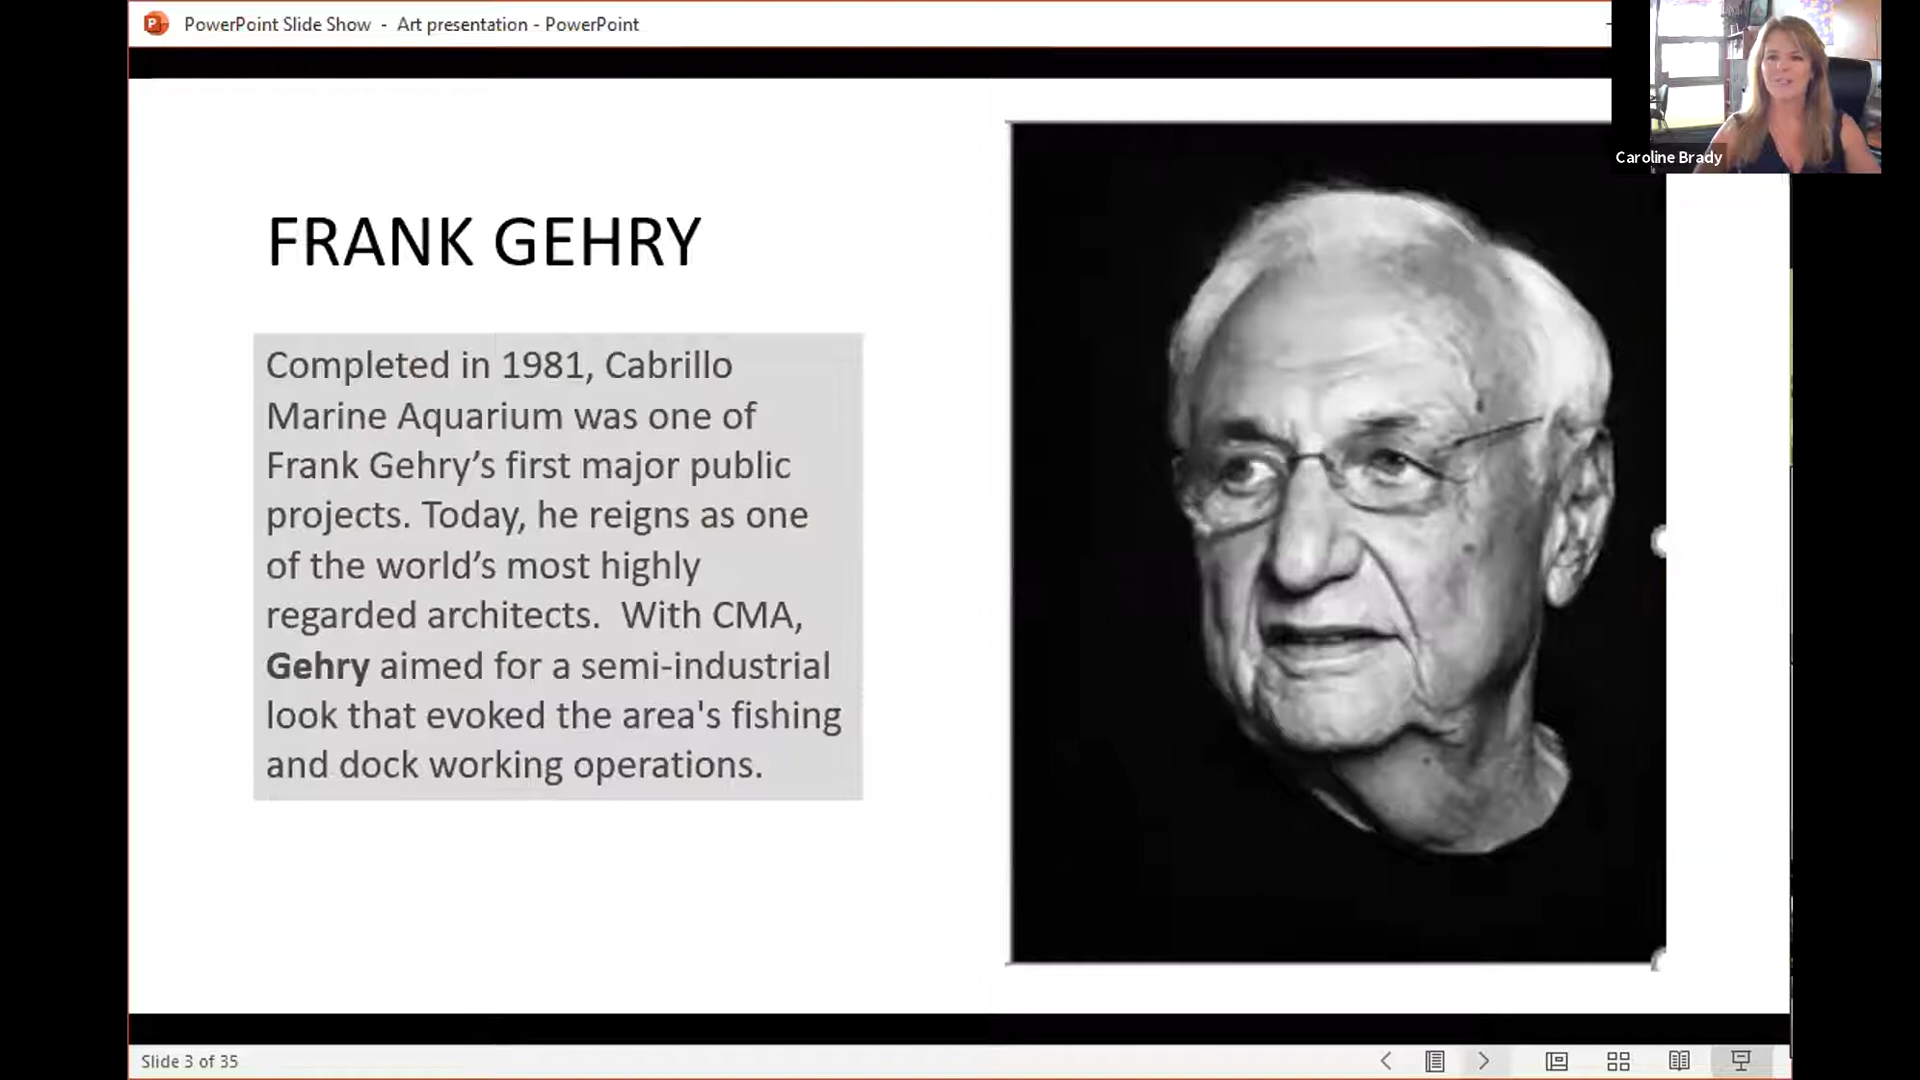 PowerPoint Slide Show - Art presentation - PowerPoint
Caroline Brady
FRANK GEHRY
Completed in 1981, Cabrillo
Marine Aquarium was one of
Frank Gehry’s first major public
projects. Today, he reigns as one
of the world’s most highly
regarded architects.  With CMA,
Gehry aimed for a semi-industrial
look that evoked the area's fishing
and dock working operations.
Slide 3 of 35